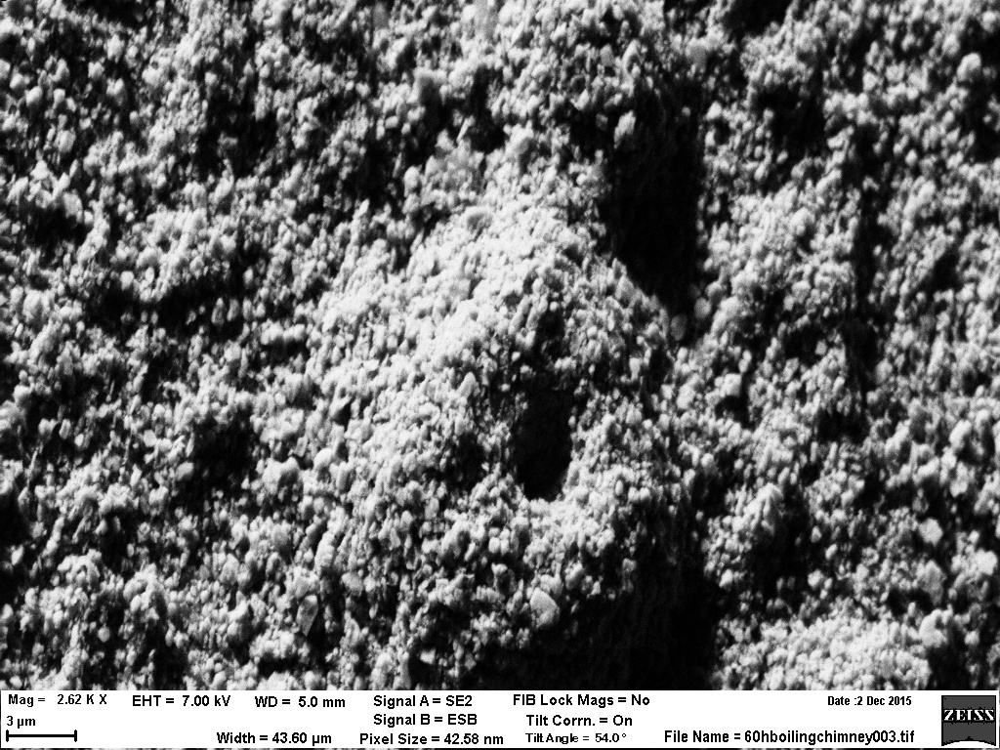 Mag = 2.62 K X EHT = 7.00 kV WD = 5.0 mm Signal A = SE2 FIB Lock Mags = No Date :2 Dec 2015
3 µm Signal B = ESB Tilt Corrn. = On
Width = 43.60 µm Pixel Size = 42.58 nm Tilt Angle = 54.0° File Name = 60hboilingchimney003.tif
ZEISS